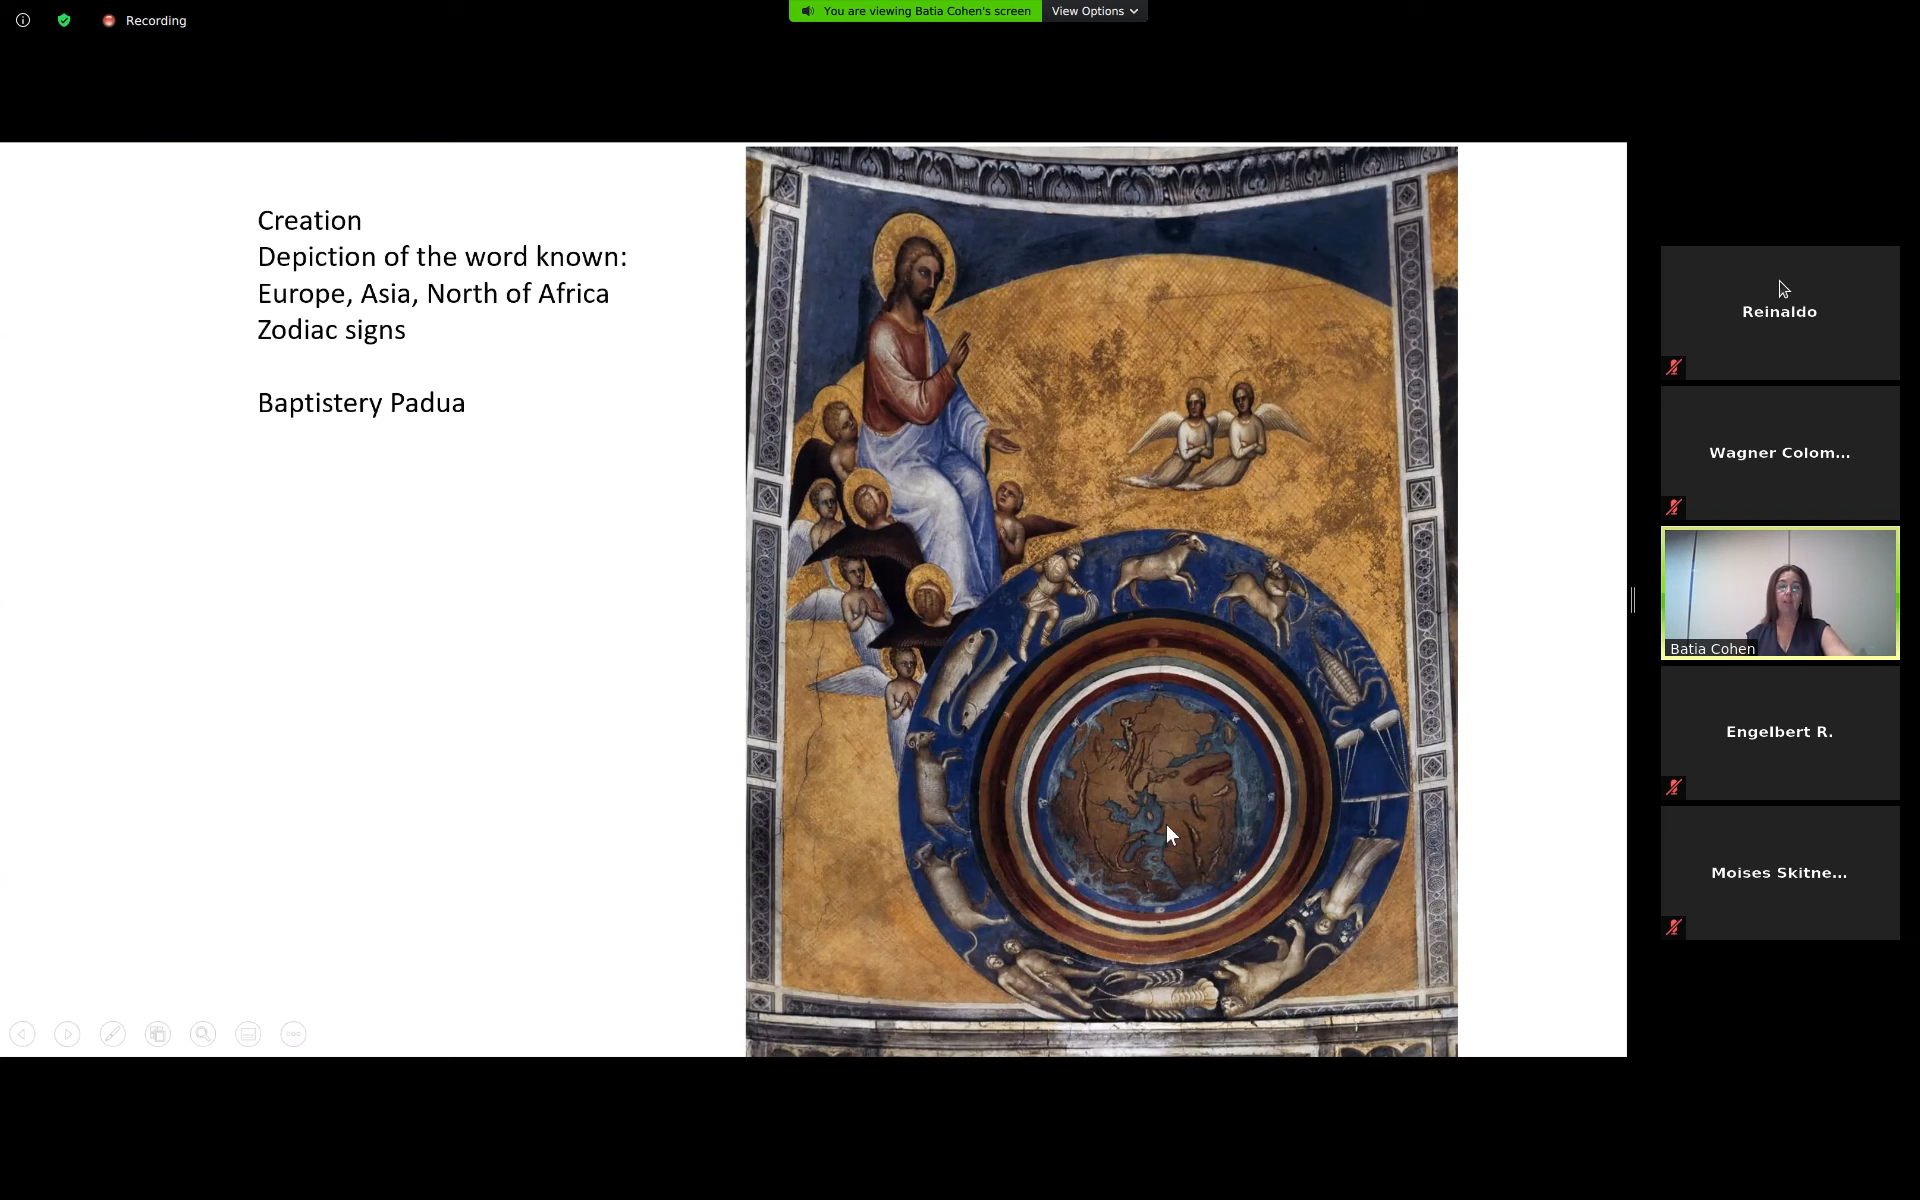 Recording
You are viewing Batia Cohen's screen
View Options
Creation
Depiction of the word known:
Europe, Asia, North of Africa
Zodiac signs
Baptistery Padua
Reinaldo
Wagner Colom...
Batia Cohen
Engelbert R.
Moises Skitne...